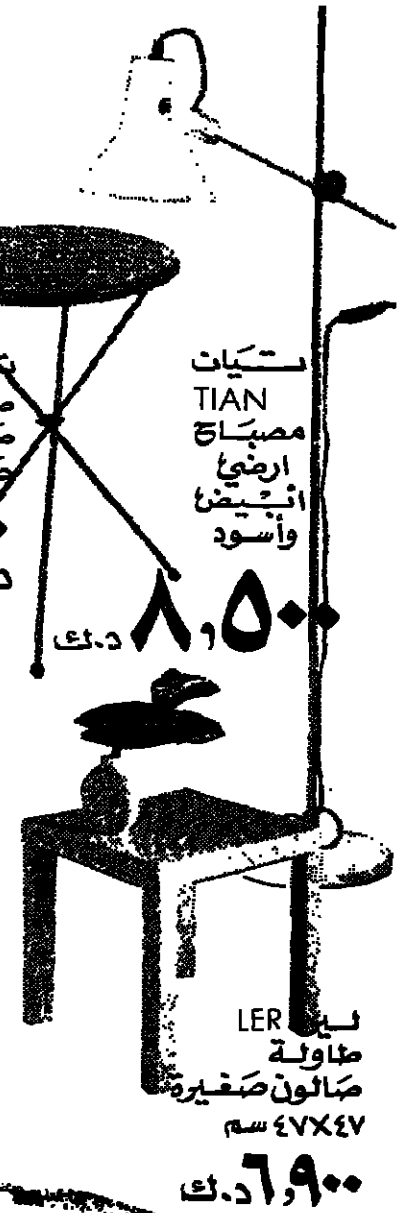 تيان
TIAN
مصباح
ارضي
ابيض
وأسود
٨,٥٠٠ د.ك
لير LER
طاولة
صالون صغيرة
٤٧X٤٧ سم
٦,٩٠٠ د.ك